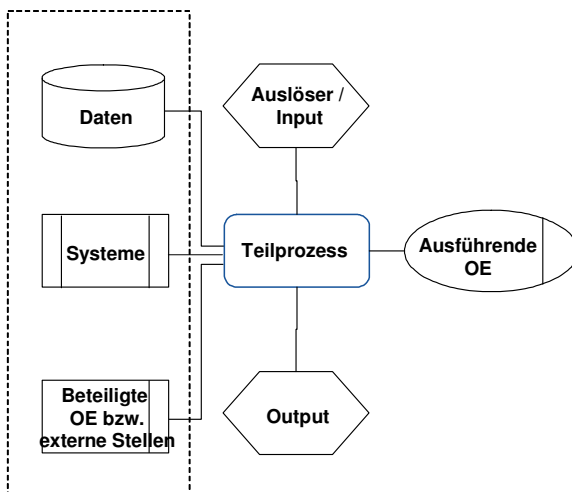 Daten
Auslöser /
Input
Systeme
Teilprozess
Ausführende
OE
Beteiligte
OE bzw.
externe Stellen
Output